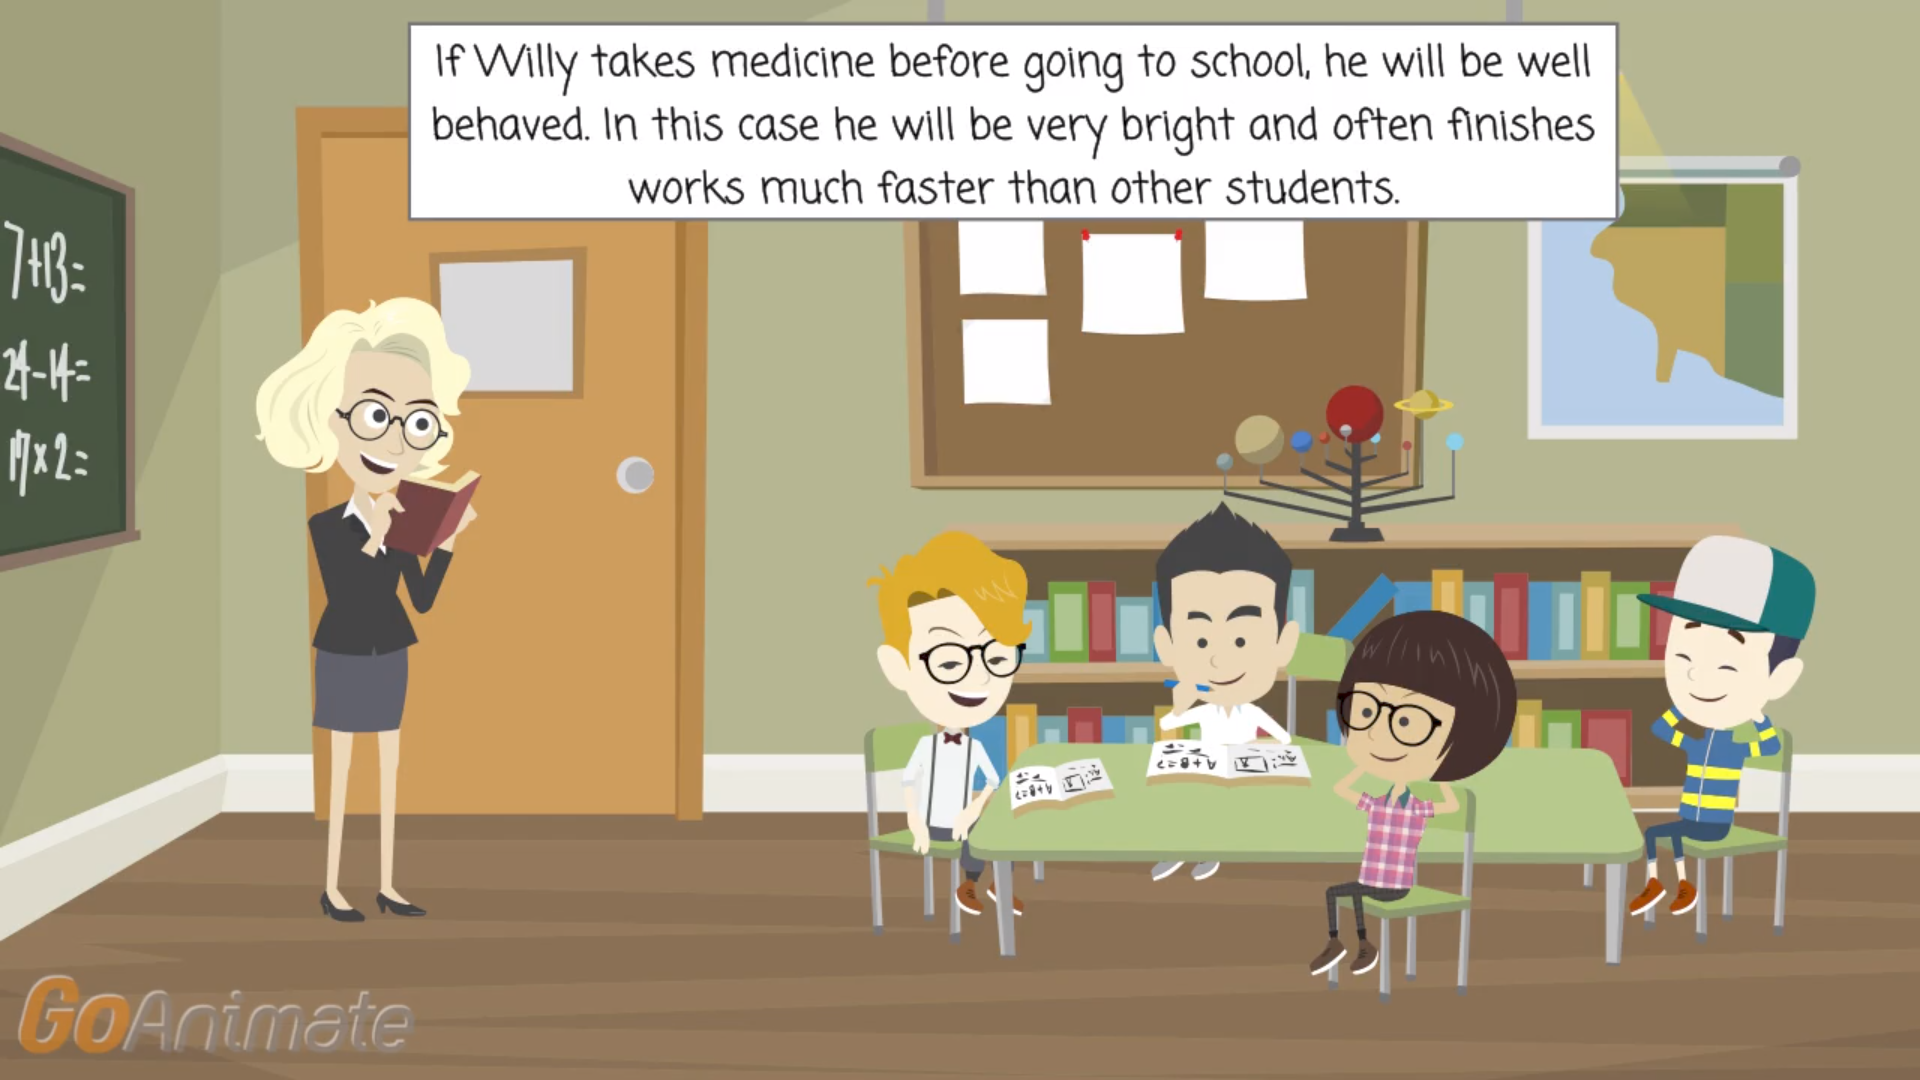 If Willy takes medicine before going to school, he will be well
behaved. In this case he will be very bright and often finishes
works much faster than other students.
7+13=
24-14=
17x2=
GoAnimate